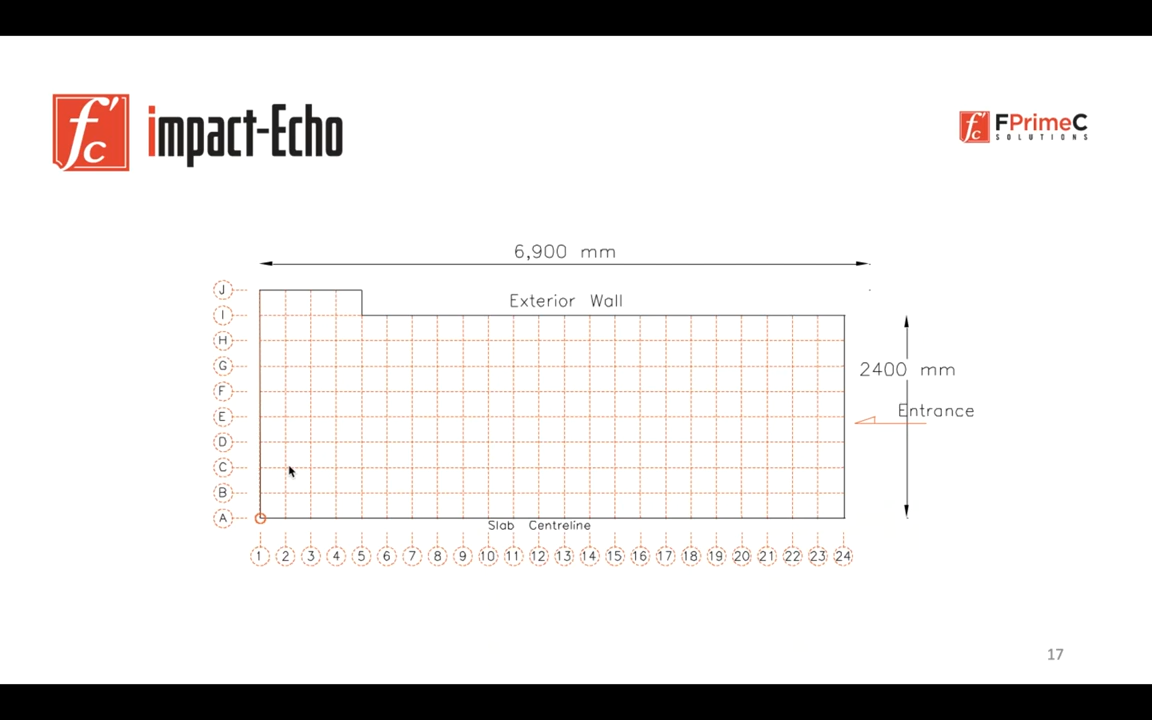 f'c impact-Echo
f'c FPrimeC
SOLUTIONS
6,900 mm
Exterior Wall
J
I
H
G
F
E
D
C
B
A
2400 mm
Entrance
Slab Centreline
1 2 3 4 5 6 7 8 9 10 11 12 13 14 15 16 17 18 19 20 21 22 23 24
17